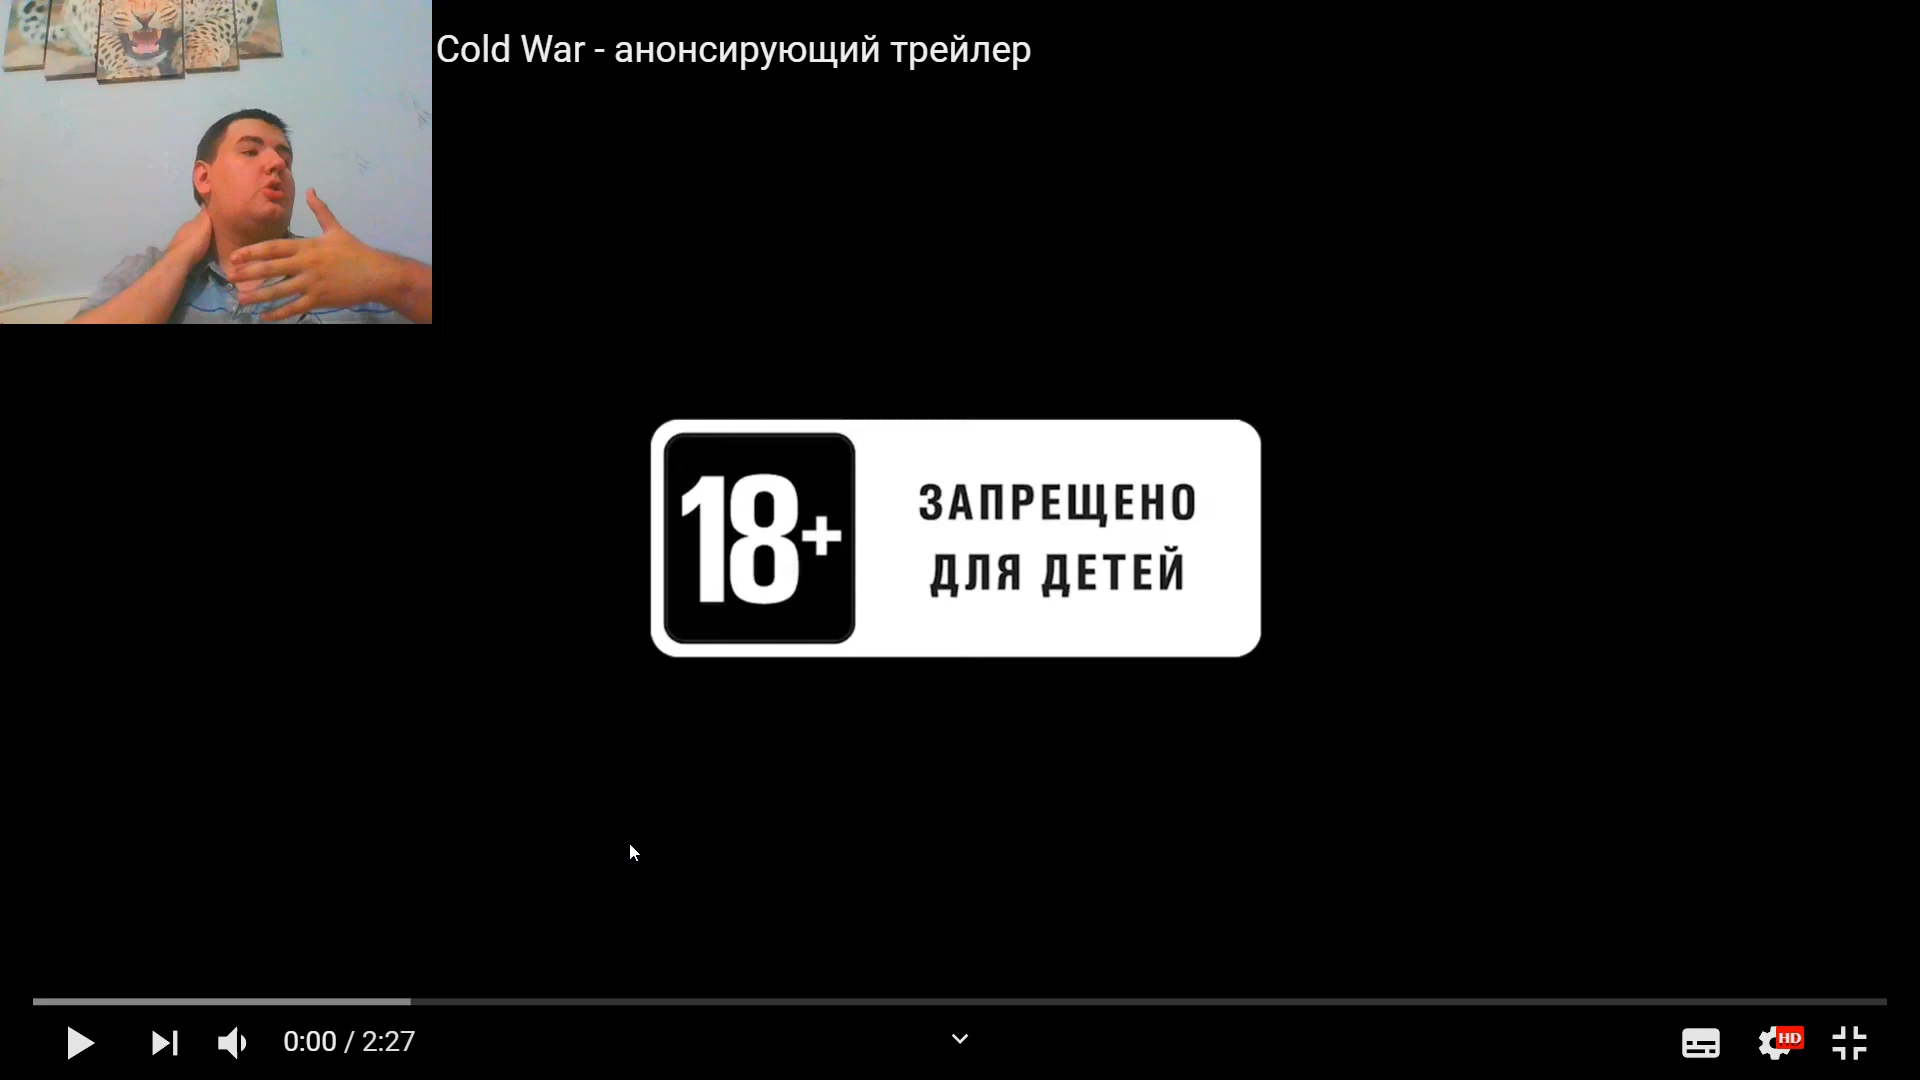 Cold War - анонсирующий трейлер
18+
ЗАПРЕЩЕНО
ДЛЯ ДЕТЕЙ
0:00 / 2:27
HD